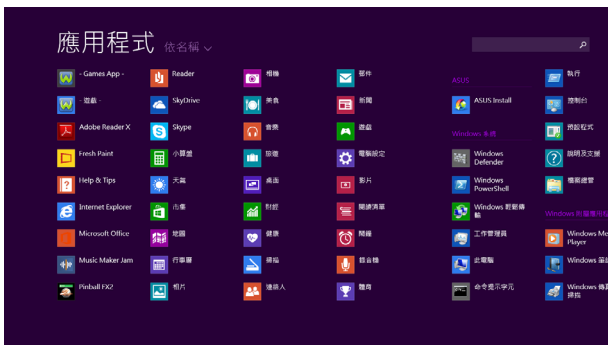 應用程式 依名稱
- Games App -
- 遊戲 -
Adobe Reader X
Fresh Paint
Help & Tips
Internet Explorer
Microsoft Office
Music Maker Jam
Pinball FX2
Reader
SkyDrive
Skype
小算盤
天氣
市集
地圖
行事曆
相片
相機
美食
音樂
旅遊
桌面
財經
健康
掃描
連絡人
郵件
新聞
遊戲
電腦設定
影片
閱讀清單
鬧鐘
錄音機
體育
ASUS
ASUS Install
Windows 系統
Windows
Defender
Windows
PowerShell
Windows 輕鬆傳
輸
工作管理員
此電腦
命令提示字元
執行
控制台
預設程式
說明及支援
檔案總管
Windows 附屬應用程
Windows Me
Player
Windows
Windows 傳真
掃描